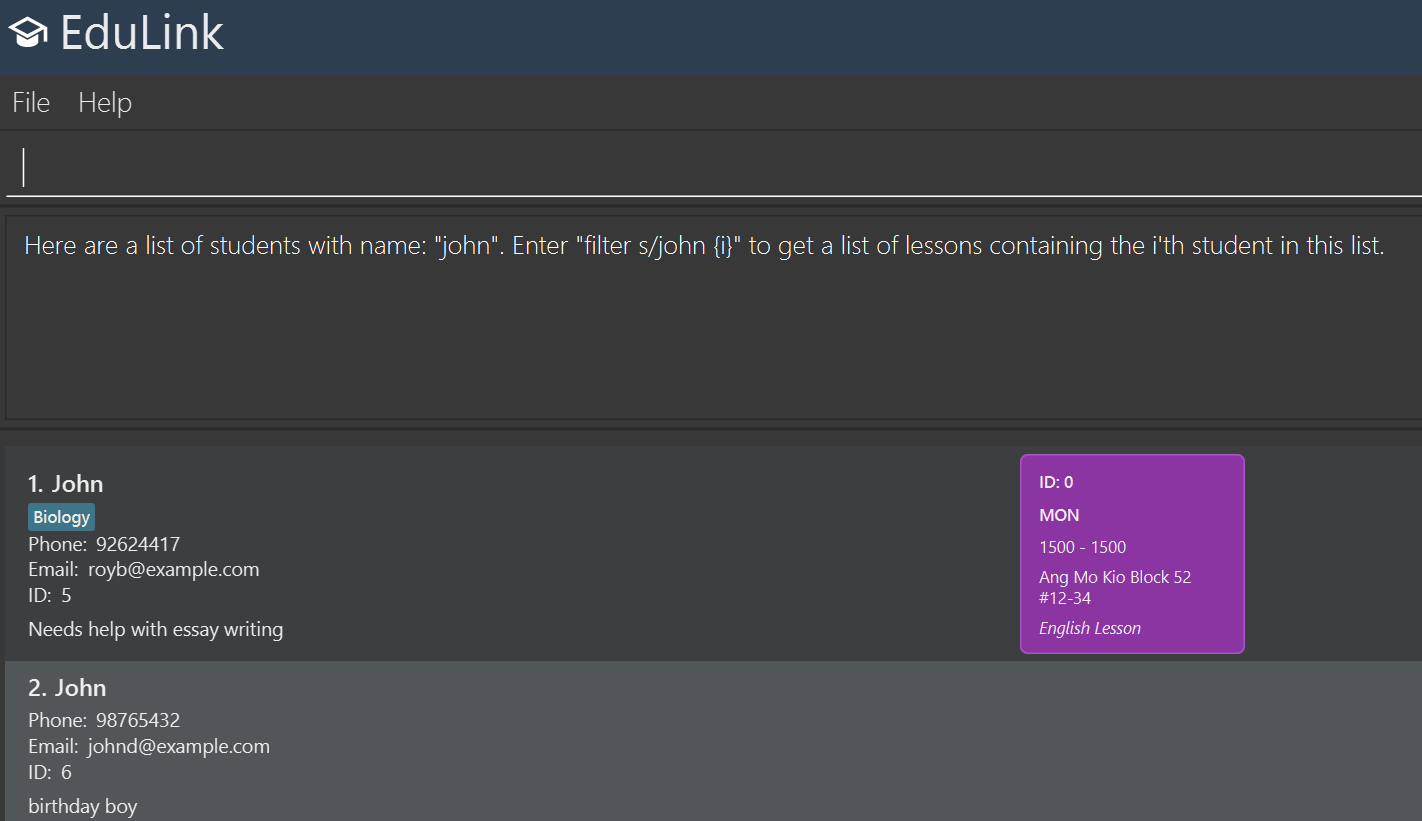 EduLink
File Help
Here are a list of students with name: "john". Enter "filter s/john {i}" to get a list of lessons containing the i'th student in this list.
1. John
Biology
Phone: 92624417
Email: royb@example.com
ID: 5
Needs help with essay writing
ID: 0
MON
1500 - 1500
Ang Mo Kio Block 52
#12-34
English Lesson
2. John
Phone: 98765432
Email: johnd@example.com
ID: 6
birthday boy